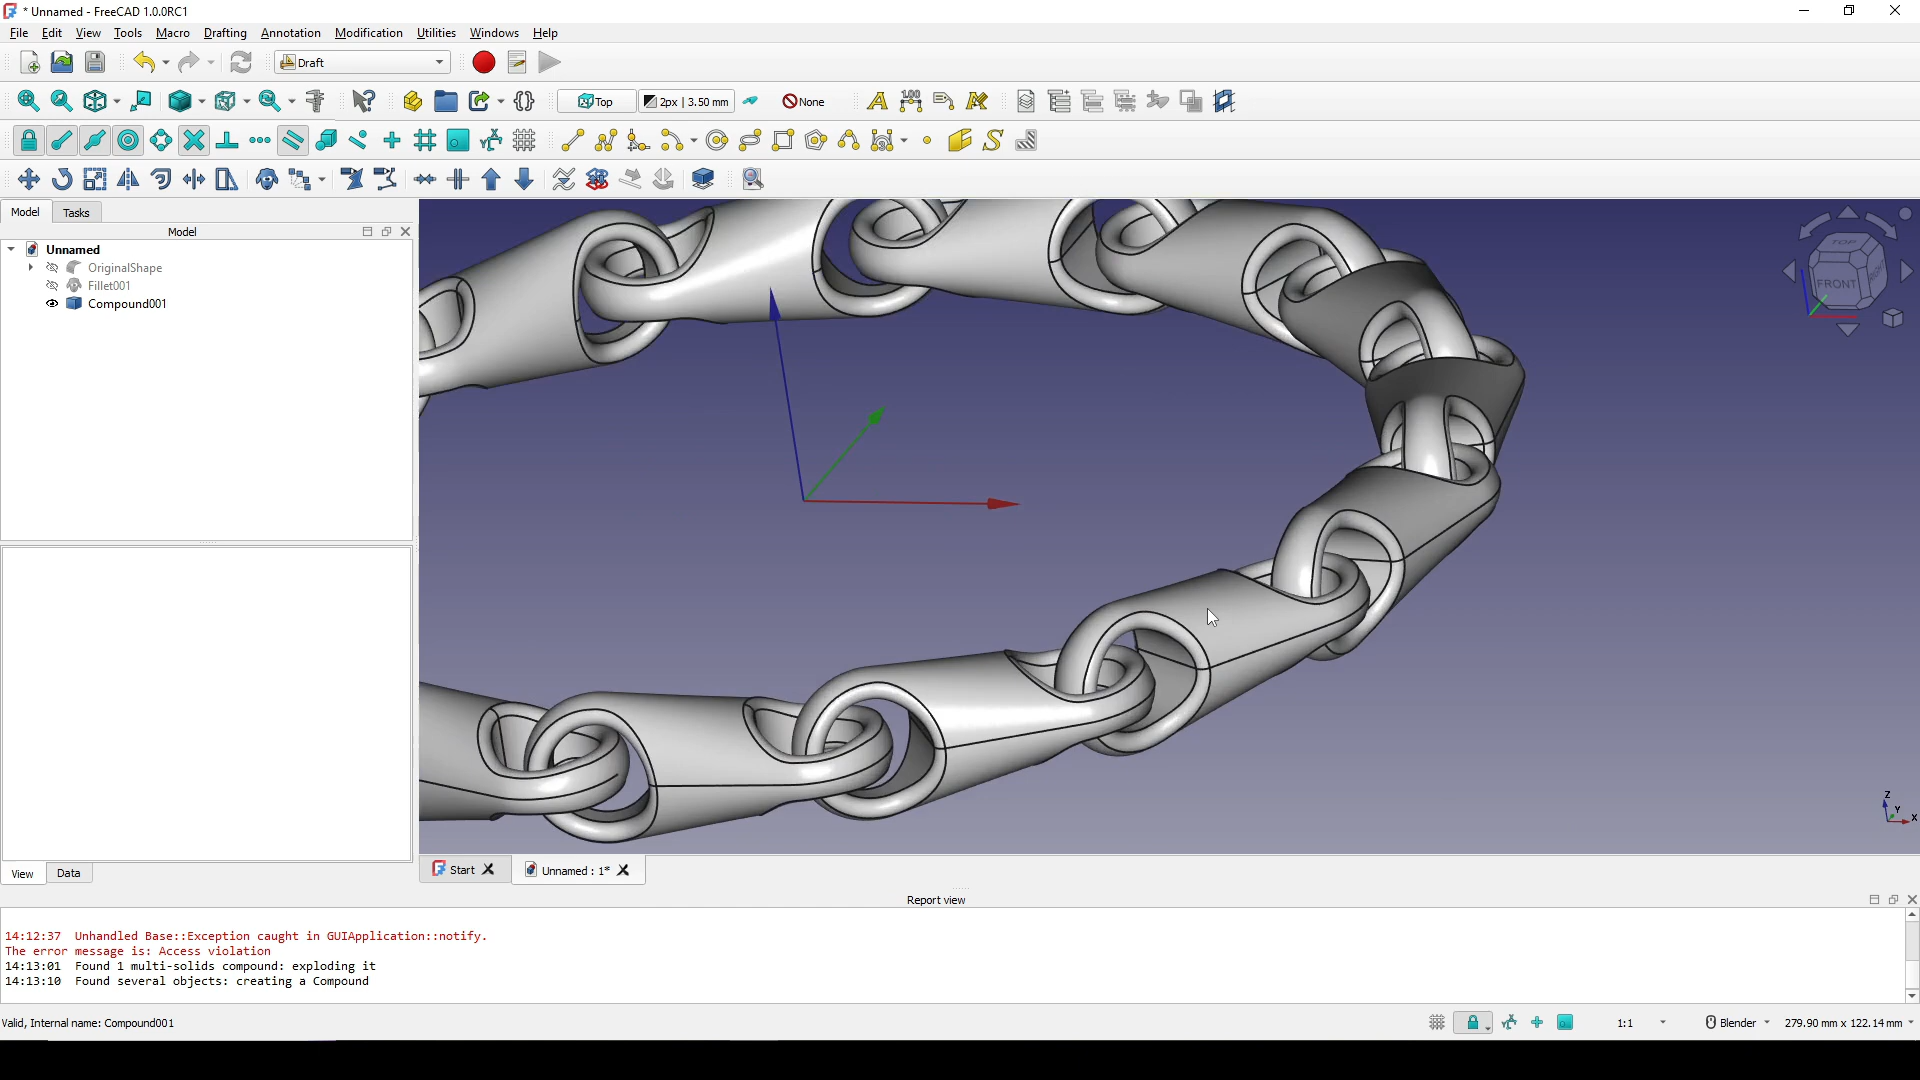 * Unnamed - FreeCAD 1.0.0RC1
File Edit View Tools Macro Drafting Annotation Modification Utilities Windows Help
Draft
Top 2px | 3.50 mm None
1.00
Model Tasks
Model
Unnamed
OriginalShape
Fillet001
Compound001
TOP
FRONT
RIGHT
Z
Y
X
View Data
Start Unnamed : 1*
Report view
14:12:37 Unhandled Base::Exception caught in GUIApplication::notify.
The error message is: Access violation
14:13:01 Found 1 multi-solids compound: exploding it
14:13:10 Found several objects: creating a Compound
Valid, Internal name: Compound001
1:1 Blender 279.90 mm x 122.14 mm